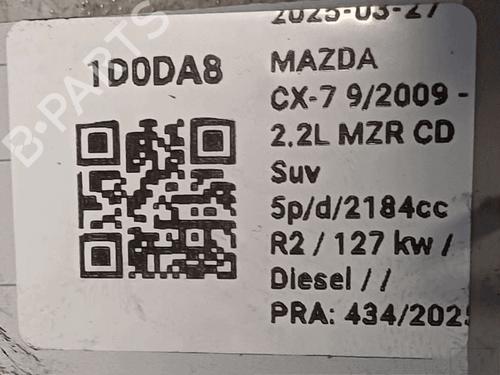 2025-03-27
1D0DA8
MAZDA
CX-7 9/2009 -
2.2L MZR CD
Suv
5p/d/2184cc
R2 / 127 kw /
Diesel / /
PRA: 434/2025
B-PARTS